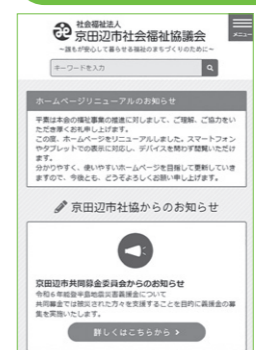 社会福祉法人
京田辺市社会福祉協議会
~誰もが安心して暮らせる福祉のまちづくりのために~
メニュー
キーワードを入力
ホームページリニューアルのお知らせ
平素は本会の福祉事業の推進に対しまして、ご理解、ご協力をい
ただき厚くお礼申し上げます。
この度、ホームページをリニューアルしました。スマートフォン
やタブレットでの表示に対応し、デバイスを問わず閲覧いただけ
ます。
分かりやすく、使いやすいホームページを目指して更新していき
ますので、今後とも、どうぞよろしくお願い申し上げます。
京田辺市社協からのお知らせ
京田辺市共同募金委員会からのお知らせ
令和6年能登半島地震災害義援金について
共同募金では被災された方々を支援することを目的に義援金の募
集を実施いたします。
詳しくはこちらから >